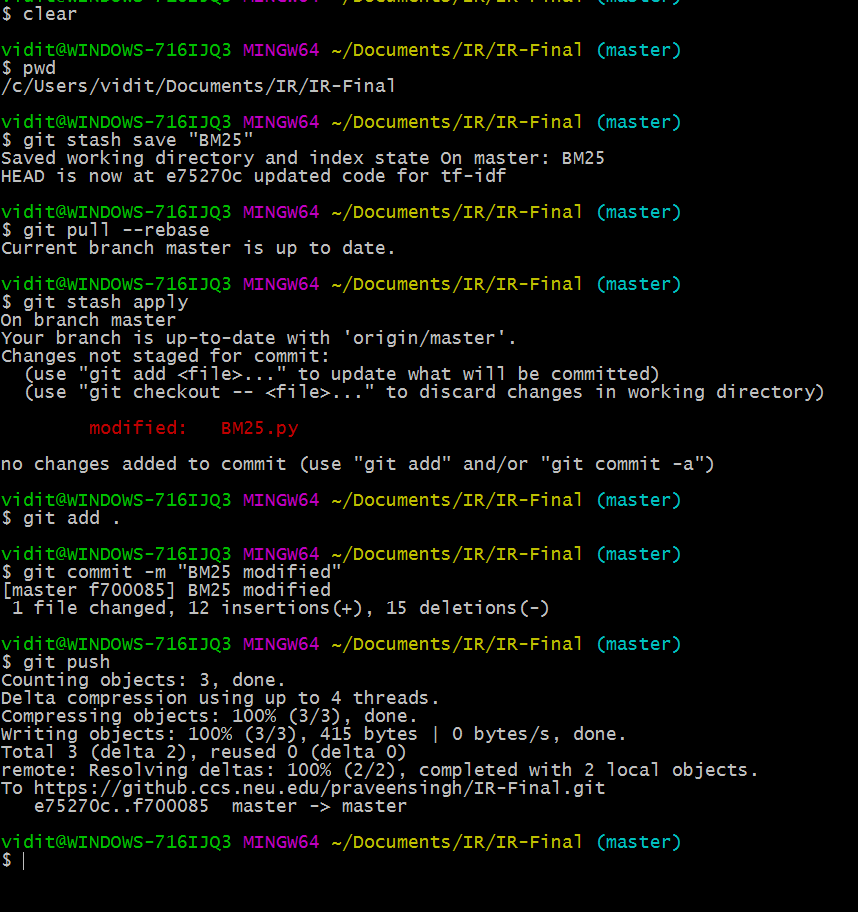 $ clear
vidit@WINDOWS-716IJQ3 MINGW64 ~/Documents/IR/IR-Final (master)
$ pwd
/c/Users/vidit/Documents/IR/IR-Final
vidit@WINDOWS-716IJQ3 MINGW64 ~/Documents/IR/IR-Final (master)
$ git stash save "BM25"
Saved working directory and index state On master: BM25
HEAD is now at e75270c updated code for tf-idf
vidit@WINDOWS-716IJQ3 MINGW64 ~/Documents/IR/IR-Final (master)
$ git pull --rebase
Current branch master is up to date.
vidit@WINDOWS-716IJQ3 MINGW64 ~/Documents/IR/IR-Final (master)
$ git stash apply
On branch master
Your branch is up-to-date with 'origin/master'.
Changes not staged for commit:
  (use "git add <file>..." to update what will be committed)
  (use "git checkout -- <file>..." to discard changes in working directory)
        modified:   BM25.py
no changes added to commit (use "git add" and/or "git commit -a")
vidit@WINDOWS-716IJQ3 MINGW64 ~/Documents/IR/IR-Final (master)
$ git add .
vidit@WINDOWS-716IJQ3 MINGW64 ~/Documents/IR/IR-Final (master)
$ git commit -m "BM25 modified"
[master f700085] BM25 modified
 1 file changed, 12 insertions(+), 15 deletions(-)
vidit@WINDOWS-716IJQ3 MINGW64 ~/Documents/IR/IR-Final (master)
$ git push
Counting objects: 3, done.
Delta compression using up to 4 threads.
Compressing objects: 100% (3/3), done.
Writing objects: 100% (3/3), 415 bytes | 0 bytes/s, done.
Total 3 (delta 2), reused 0 (delta 0)
remote: Resolving deltas: 100% (2/2), completed with 2 local objects.
To https://github.ccs.neu.edu/praveensingh/IR-Final.git
   e75270c..f700085  master -> master
vidit@WINDOWS-716IJQ3 MINGW64 ~/Documents/IR/IR-Final (master)
$